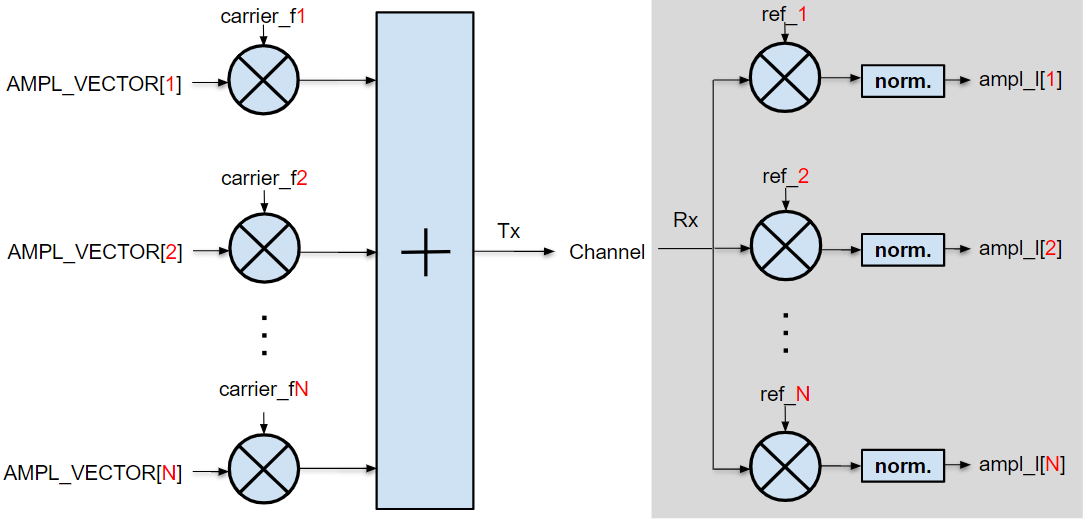 carrier_f1
ref_1
AMPL_VECTOR[1]
norm.
ampl_I[1]
carrier_f2
ref_2
Rx
Tx
AMPL_VECTOR[2]
Channel
norm.
ampl_I[2]
carrier_fN
ref_N
AMPL_VECTOR[N]
norm.
ampl_I[N]